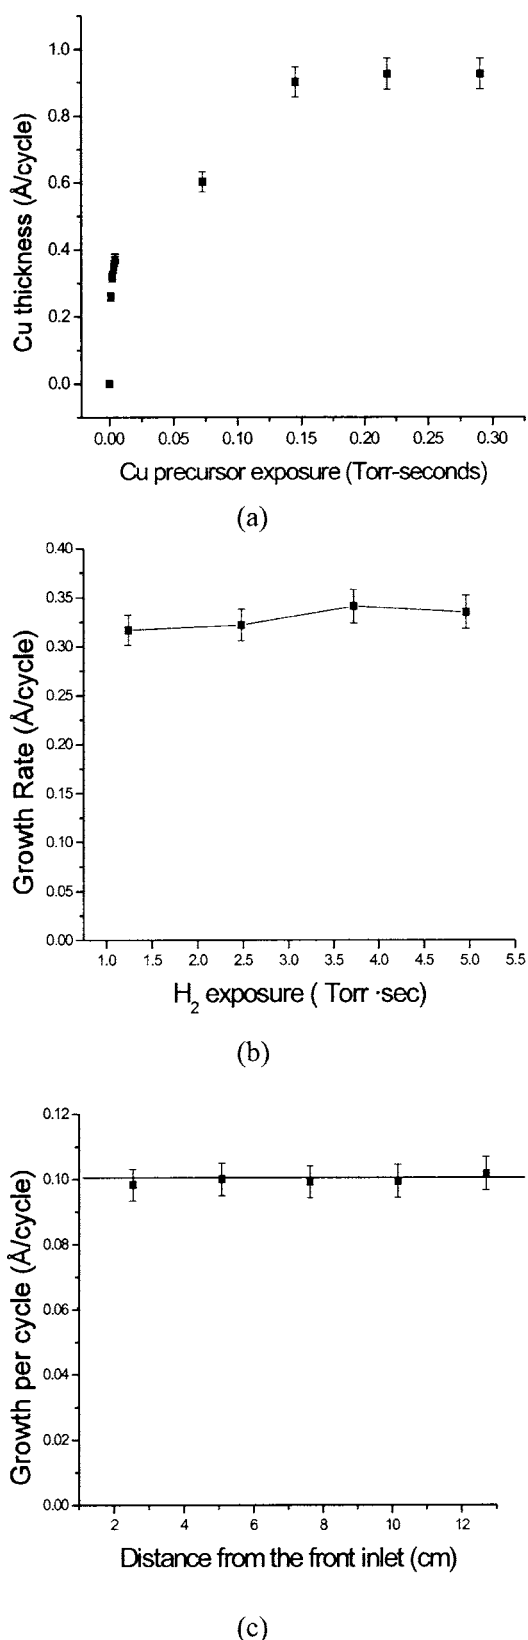 1.0
0.8
0.6
0.4
0.2
0.0
Cu thickness (Å/cycle)
0.00 0.05 0.10 0.15 0.20 0.25 0.30
Cu precursor exposure (Torr-seconds)
(a)
0.40
0.35
0.30
0.25
0.20
0.15
0.10
0.05
0.00
Growth Rate (Å/cycle)
1.0 1.5 2.0 2.5 3.0 3.5 4.0 4.5 5.0 5.5
H₂ exposure ( Torr ·sec)
(b)
0.12
0.10
0.08
0.06
0.04
0.02
0.00
Growth per cycle (Å/cycle)
2 4 6 8 10 12
Distance from the front inlet (cm)
(c)